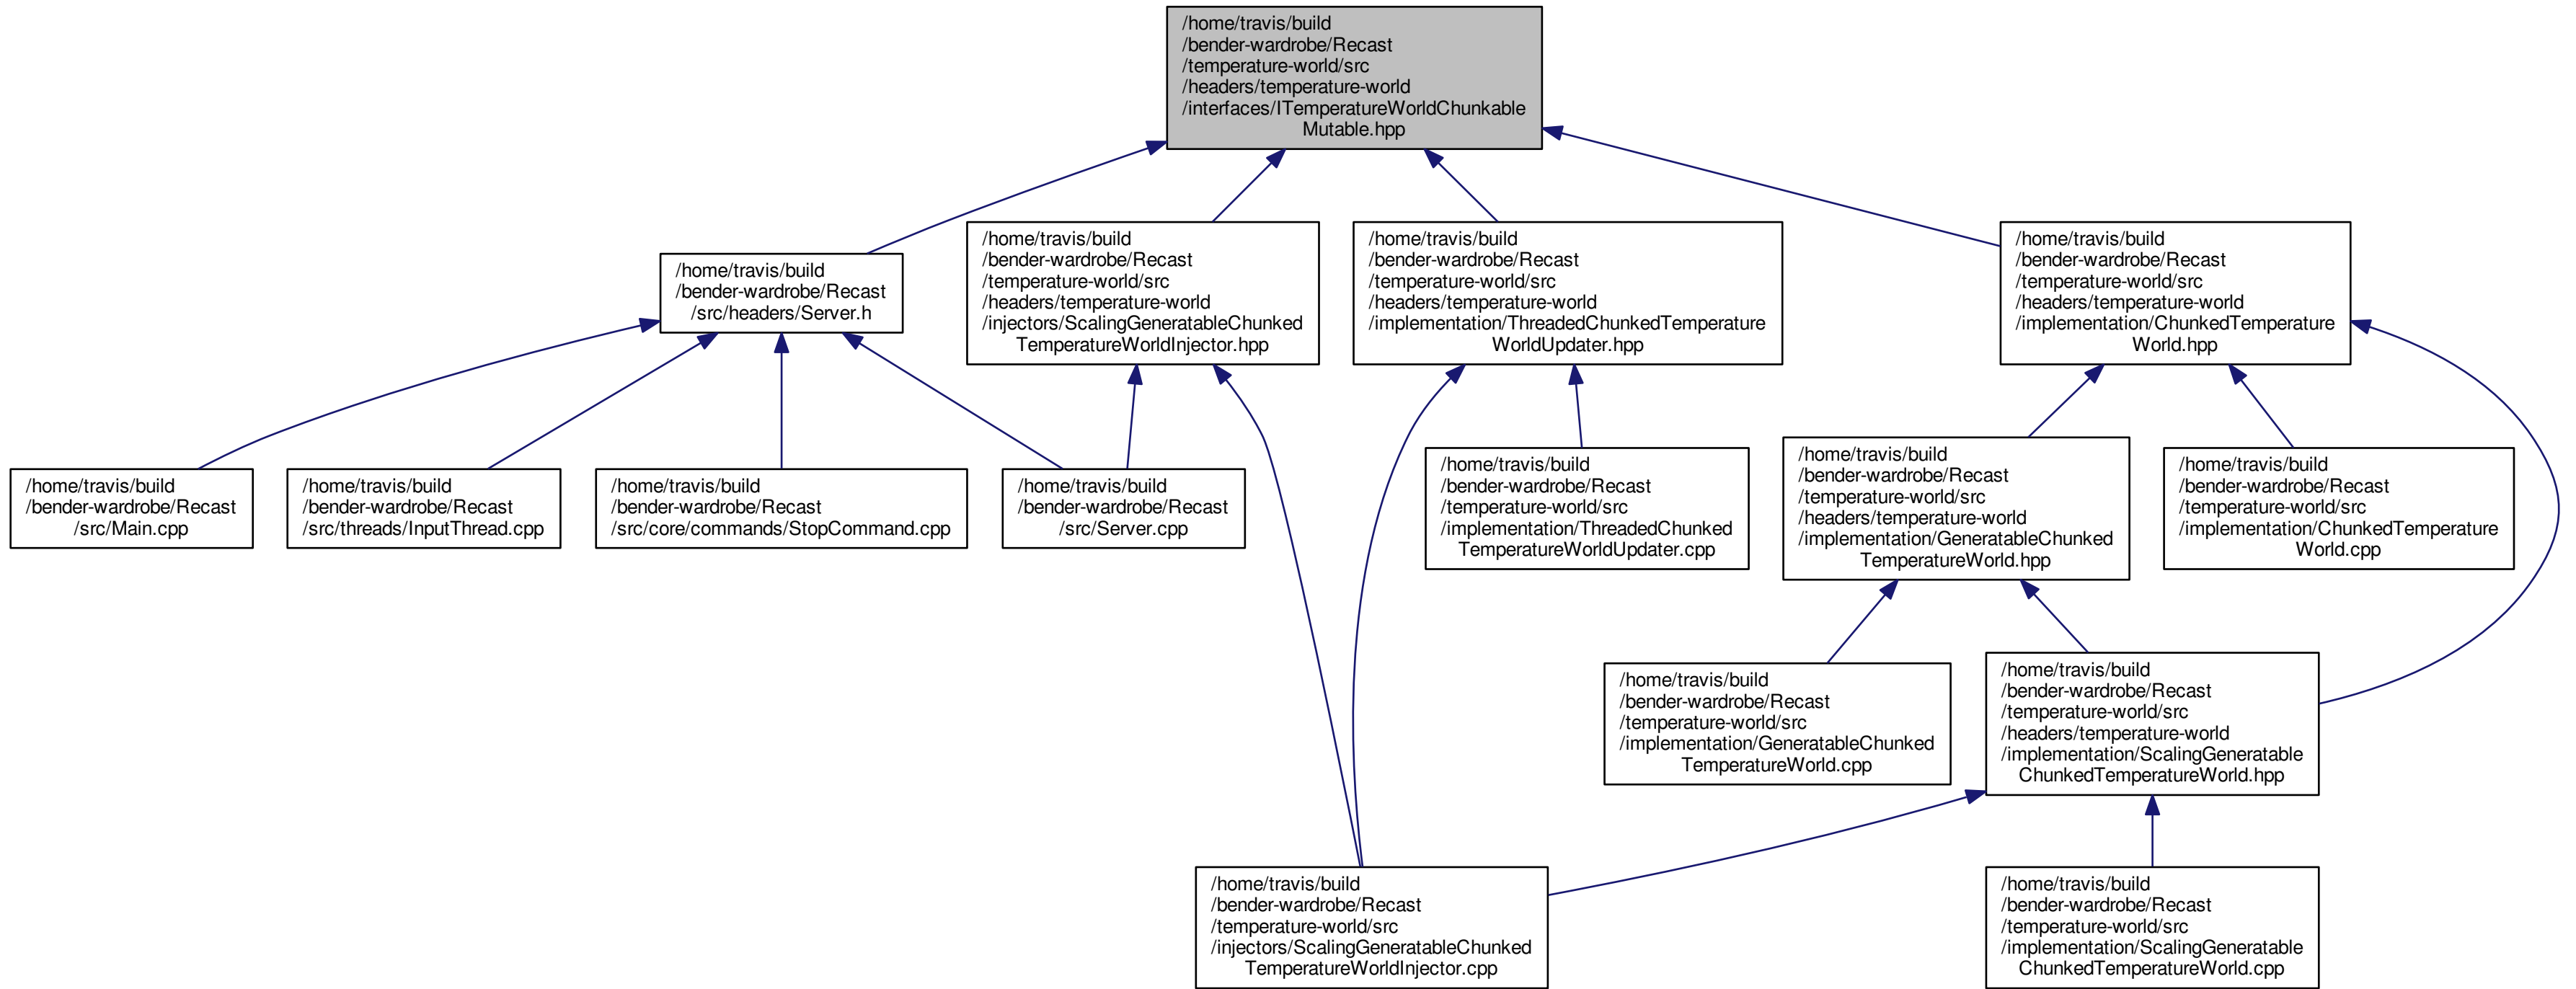 /home/travis/build
/bender-wardrobe/Recast
/temperature-world/src
/headers/temperature-world
/interfaces/ITemperatureWorldChunkable
Mutable.hpp
/home/travis/build
/bender-wardrobe/Recast
/src/headers/Server.h
/home/travis/build
/bender-wardrobe/Recast
/temperature-world/src
/headers/temperature-world
/injectors/ScalingGeneratableChunked
TemperatureWorldInjector.hpp
/home/travis/build
/bender-wardrobe/Recast
/temperature-world/src
/headers/temperature-world
/implementation/ThreadedChunkedTemperature
WorldUpdater.hpp
/home/travis/build
/bender-wardrobe/Recast
/temperature-world/src
/headers/temperature-world
/implementation/ChunkedTemperature
World.hpp
/home/travis/build
/bender-wardrobe/Recast
/src/Main.cpp
/home/travis/build
/bender-wardrobe/Recast
/src/threads/InputThread.cpp
/home/travis/build
/bender-wardrobe/Recast
/src/core/commands/StopCommand.cpp
/home/travis/build
/bender-wardrobe/Recast
/src/Server.cpp
/home/travis/build
/bender-wardrobe/Recast
/temperature-world/src
/implementation/ThreadedChunked
TemperatureWorldUpdater.cpp
/home/travis/build
/bender-wardrobe/Recast
/temperature-world/src
/headers/temperature-world
/implementation/GeneratableChunked
TemperatureWorld.hpp
/home/travis/build
/bender-wardrobe/Recast
/temperature-world/src
/implementation/ChunkedTemperature
World.cpp
/home/travis/build
/bender-wardrobe/Recast
/temperature-world/src
/implementation/GeneratableChunked
TemperatureWorld.cpp
/home/travis/build
/bender-wardrobe/Recast
/temperature-world/src
/headers/temperature-world
/implementation/ScalingGeneratable
ChunkedTemperatureWorld.hpp
/home/travis/build
/bender-wardrobe/Recast
/temperature-world/src
/injectors/ScalingGeneratableChunked
TemperatureWorldInjector.cpp
/home/travis/build
/bender-wardrobe/Recast
/temperature-world/src
/implementation/ScalingGeneratable
ChunkedTemperatureWorld.cpp